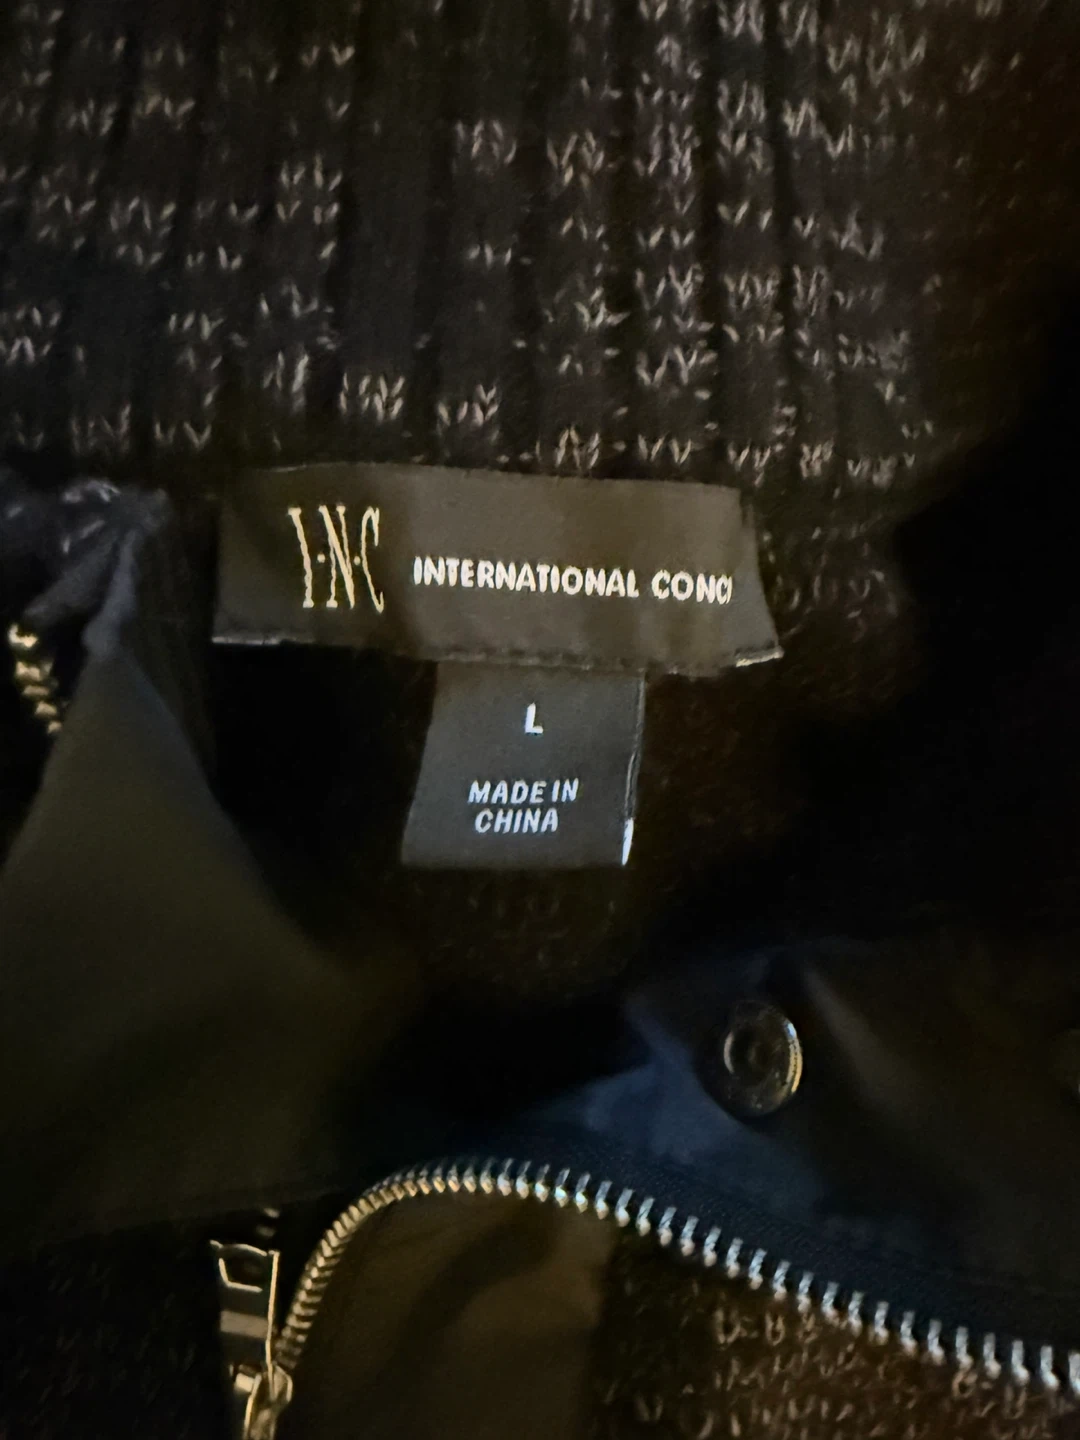 I·N·C INTERNATIONAL CONC
L
MADE IN
CHINA